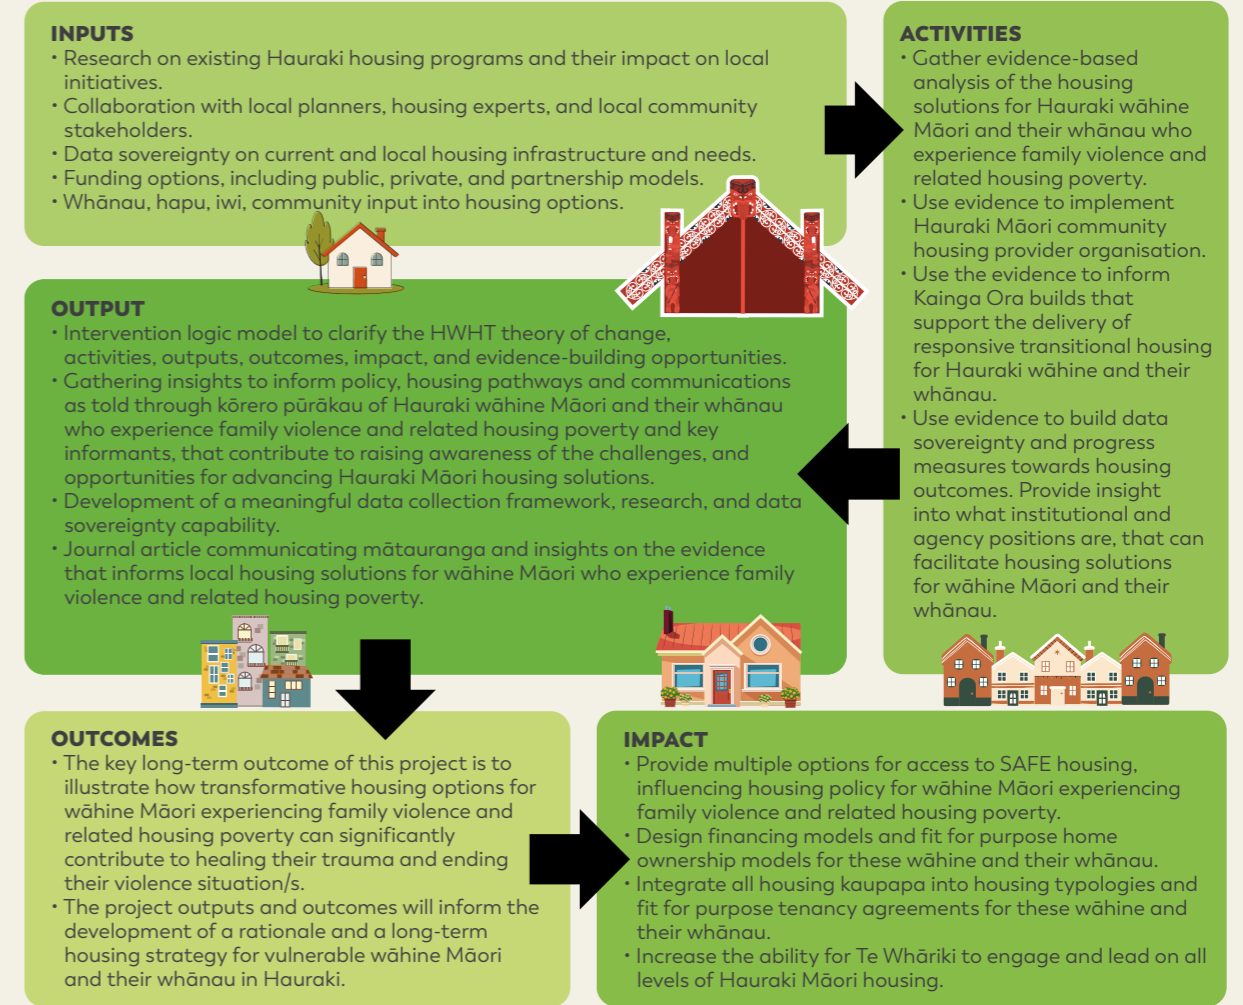 INPUTS
• Research on existing Hauraki housing programs and their impact on local
initiatives.
• Collaboration with local planners, housing experts, and local community
stakeholders.
• Data sovereignty on current and local housing infrastructure and needs.
• Funding options, including public, private, and partnership models.
• Whānau, hapu, iwi, community input into housing options.
ACTIVITIES
• Gather evidence-based
analysis of the housing
solutions for Hauraki wāhine
Māori and their whānau who
experience family violence and
related housing poverty.
• Use evidence to implement
Hauraki Māori community
housing provider organisation.
• Use the evidence to inform
Kainga Ora builds that
support the delivery of
responsive transitional housing
for Hauraki wāhine and their
whānau.
• Use evidence to build data
sovereignty and progress
measures towards housing
outcomes. Provide insight
into what institutional and
agency positions are, that can
facilitate housing solutions
for wāhine Māori and their
whānau.
OUTPUT
• Intervention logic model to clarify the HWHT theory of change,
activities, outputs, outcomes, impact, and evidence-building opportunities.
• Gathering insights to inform policy, housing pathways and communications
as told through kōrero pūrākau of Hauraki wāhine Māori and their whānau
who experience family violence and related housing poverty and key
informants, that contribute to raising awareness of the challenges, and
opportunities for advancing Hauraki Māori housing solutions.
• Development of a meaningful data collection framework, research, and data
sovereignty capability.
• Journal article communicating mātauranga and insights on the evidence
that informs local housing solutions for wāhine Māori who experience family
violence and related housing poverty.
OUTCOMES
• The key long-term outcome of this project is to
illustrate how transformative housing options for
wāhine Māori experiencing family violence and
related housing poverty can significantly
contribute to healing their trauma and ending
their violence situation/s.
• The project outputs and outcomes will inform the
development of a rationale and a long-term
housing strategy for vulnerable wāhine Māori
and their whānau in Hauraki.
IMPACT
• Provide multiple options for access to SAFE housing,
influencing housing policy for wāhine Māori experiencing
family violence and related housing poverty.
• Design financing models and fit for purpose home
ownership models for these wāhine and their whānau.
• Integrate all housing kaupapa into housing typologies and
fit for purpose tenancy agreements for these wāhine and
their whānau.
• Increase the ability for Te Whāriki to engage and lead on all
levels of Hauraki Māori housing.